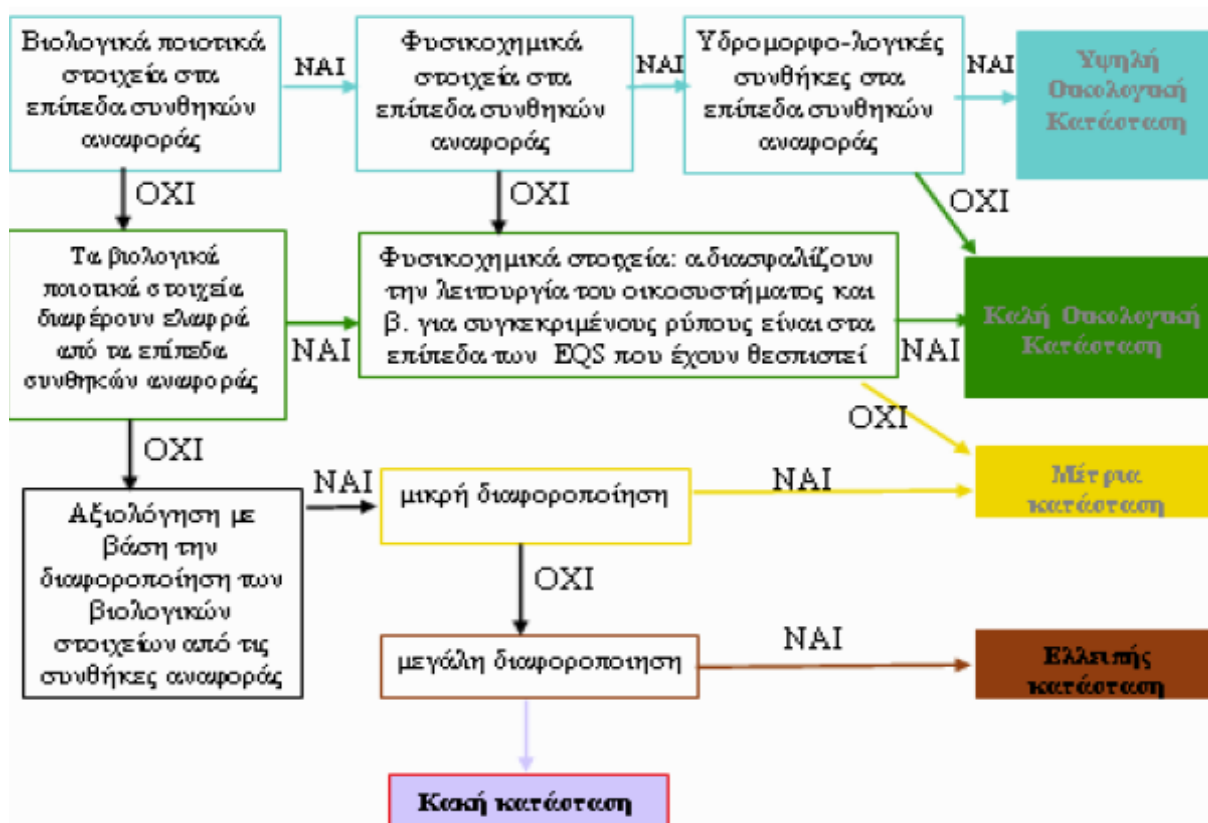 Βιολογικά ποιοτικά
στοιχεία στα
επίπεδα συνθηκών
αναφοράς
ΝΑΙ
Φυσικοχημικά
στοιχεία στα
επίπεδα συνθηκών
αναφοράς
ΝΑΙ
Υδρομορφο-λογικές
συνθήκες στα
επίπεδα συνθηκών
αναφοράς
ΝΑΙ
Υψηλή
Οικολογική
Κατάσταση
ΟΧΙ
ΟΧΙ
ΟΧΙ
Τα βιολογικά
ποιοτικά στοιχεία
διαφέρουν ελαφρά
από τα επίπεδα
συνθηκών αναφοράς
ΝΑΙ
Φυσικοχημικά στοιχεία: α.διασφαλίζουν
την λειτουργία του οικοσυστήματος και
β. για συγκεκριμένους ρύπους είναι στα
επίπεδα των EQS που έχουν θεσπιστεί
ΝΑΙ
Καλή Οικολογική
Κατάσταση
ΟΧΙ
ΟΧΙ
Αξιολόγηση με
βάση την
διαφοροποίηση των
βιολογικών
στοιχείων από τις
συνθήκες αναφοράς
ΝΑΙ
μικρή διαφοροποίηση
ΝΑΙ
Μέτρια
κατάσταση
ΟΧΙ
μεγάλη διαφοροποιηση
ΝΑΙ
Ελλειπής
κατάσταση
Κακή κατάσταση